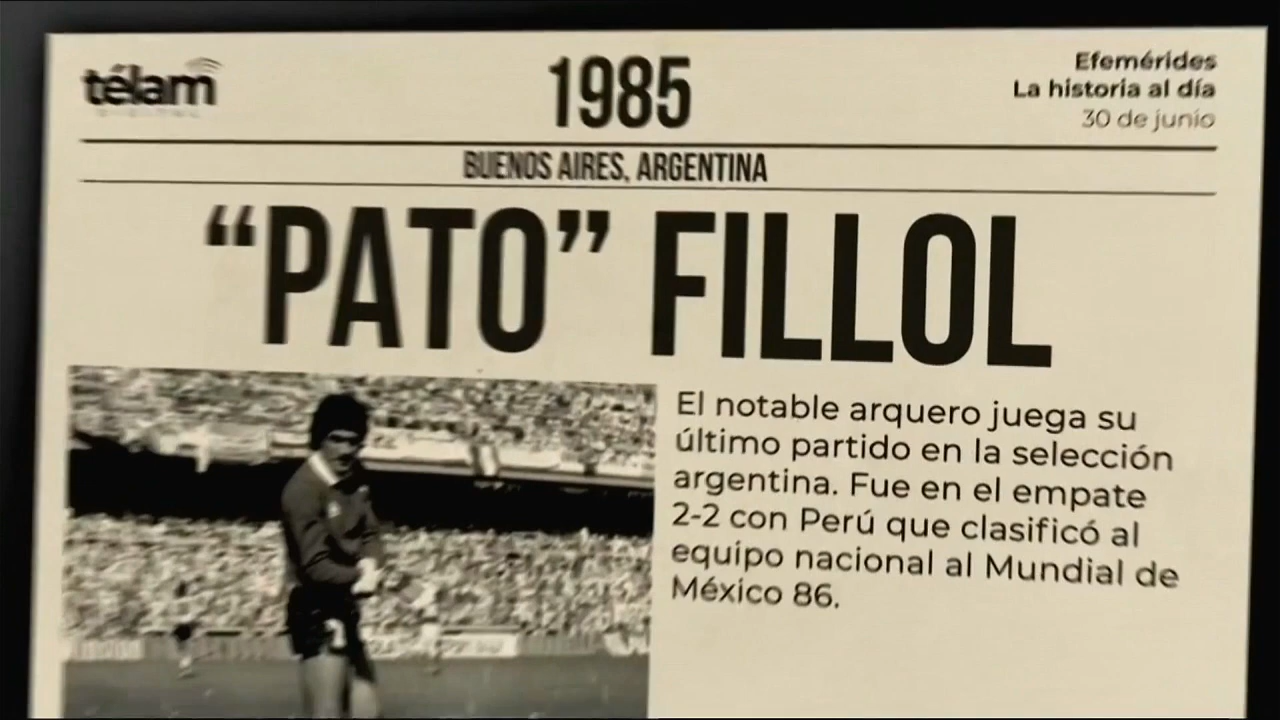 télam
1985
Efemérides
La historia al día
30 de junio
BUENOS AIRES, ARGENTINA
“PATO” FILLOL
El notable arquero juega su
último partido en la selección
argentina. Fue en el empate
2-2 con Perú que clasificó al
equipo nacional al Mundial de
México 86.